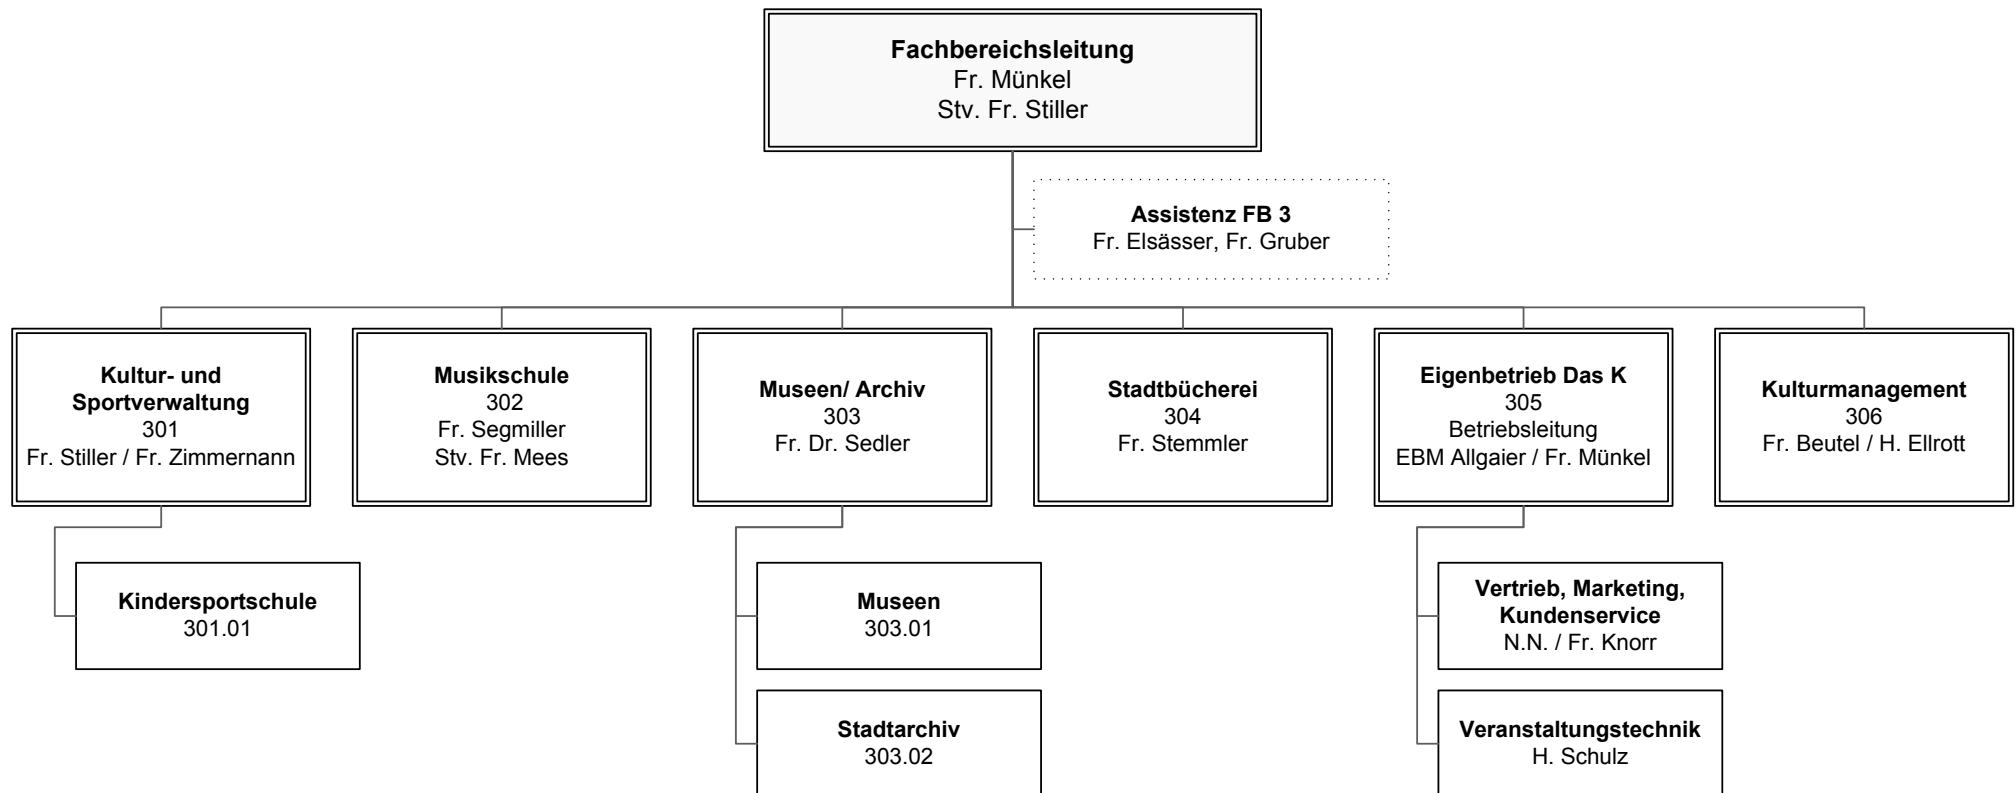 Fachbereichsleitung
Fr. Münkel
Stv. Fr. Stiller
Assistenz FB 3
Fr. Elsässer, Fr. Gruber
Kultur- und
Sportverwaltung
301
Fr. Stiller / Fr. Zimmernann
Musikschule
302
Fr. Segmiller
Stv. Fr. Mees
Museen/ Archiv
303
Fr. Dr. Sedler
Stadtbücherei
304
Fr. Stemmler
Eigenbetrieb Das K
305
Betriebsleitung
EBM Allgaier / Fr. Münkel
Kulturmanagement
306
Fr. Beutel / H. Ellrott
Kindersportschule
301.01
Museen
303.01
Vertrieb, Marketing,
Kundenservice
N.N. / Fr. Knorr
Stadtarchiv
303.02
Veranstaltungstechnik
H. Schulz